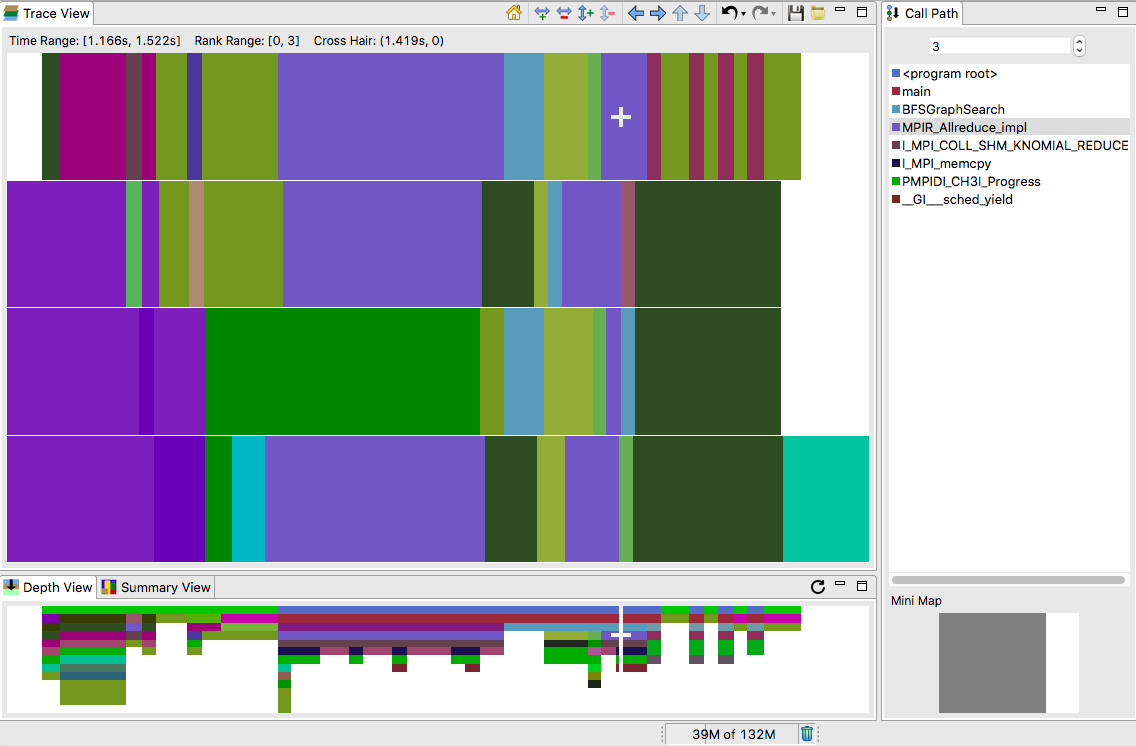 Trace View
Call Path
Time Range: [1.166s, 1.522s] Rank Range: [0, 3] Cross Hair: (1.419s, 0)
3
<program root>
main
BFSGraphSearch
MPIR_Allreduce_impl
I_MPI_COLL_SHM_KNOMIAL_REDUCE
I_MPI_memcpy
PMPIDI_CH3I_Progress
__GI___sched_yield
Depth View
Summary View
Mini Map
39M of 132M